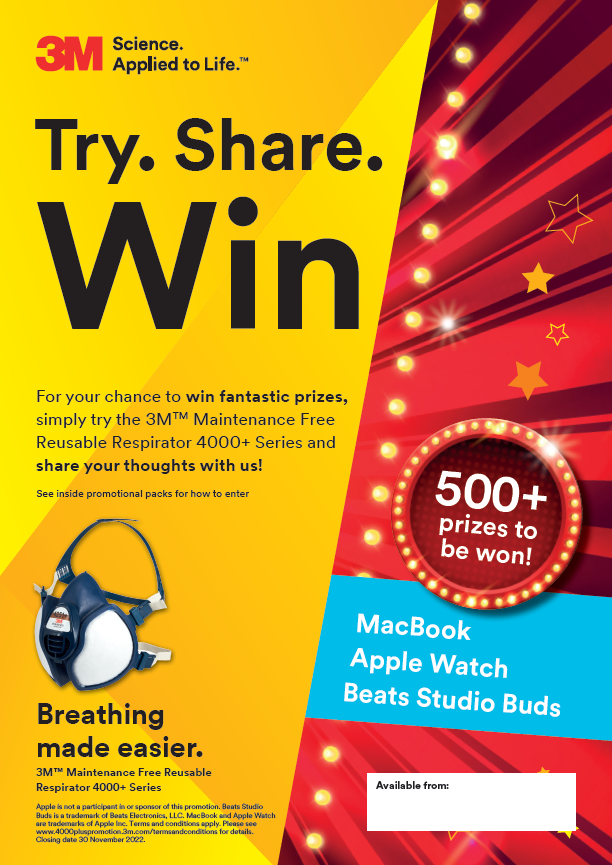 3M Science.
Applied to Life.™
Try. Share.
Win
For your chance to win fantastic prizes,
simply try the 3M™ Maintenance Free
Reusable Respirator 4000+ Series and
share your thoughts with us!
See inside promotional packs for how to enter
500+
prizes to
be won!
MacBook
Apple Watch
Beats Studio Buds
3M
Breathing
made easier.
3M™ Maintenance Free Reusable
Respirator 4000+ Series
Apple is not a participant in or sponsor of this promotion. Beats Studio
Buds is a trademark of Beats Electronics, LLC. MacBook and Apple Watch
are trademarks of Apple Inc. Terms and conditions apply. Please see
www.4000pluspromotion.3m.com/termsandconditions for details.
Closing date 30 November 2022.
Available from: